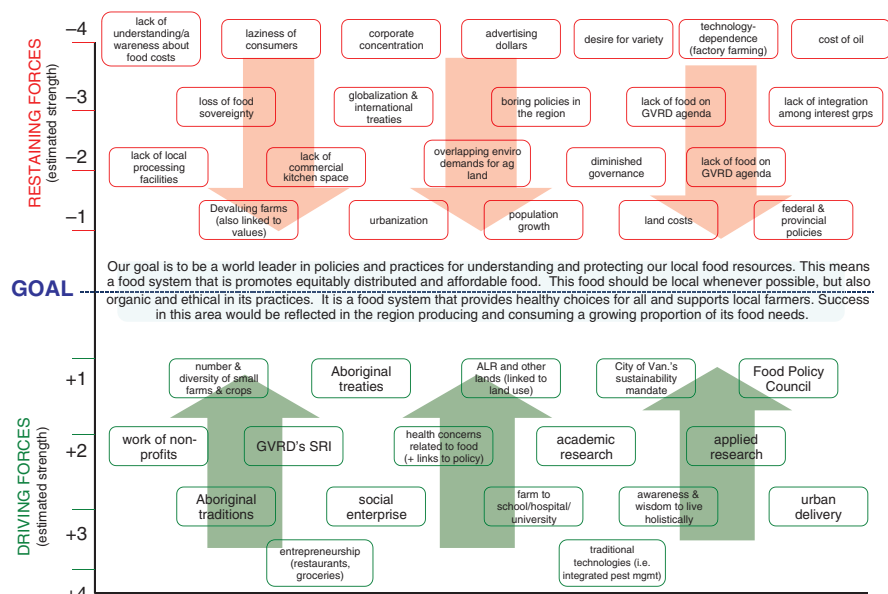 RESTAINING FORCES
(estimated strength)
−4
lack of
understanding/a
wareness about
food costs
laziness of
consumers
corporate
concentration
advertising
dollars
desire for variety
technology-
dependence
(factory farming)
cost of oil
−3
loss of food
sovereignty
globalization &
international
treaties
boring policies in
the region
lack of food on
GVRD agenda
lack of integration
among interest grps
−2
lack of local
processing
facilities
lack of
commercial
kitchen space
overlapping enviro
demands for ag
land
diminished
governance
lack of food on
GVRD agenda
−1
Devaluing farms
(also linked to
values)
urbanization
population
growth
land costs
federal &
provincial
policies
GOAL
Our goal is to be a world leader in policies and practices for understanding and protecting our local food resources. This means
a food system that is promotes equitably distributed and affordable food. This food should be local whenever possible, but also
organic and ethical in its practices. It is a food system that provides healthy choices for all and supports local farmers. Success
in this area would be reflected in the region producing and consuming a growing proportion of its food needs.
DRIVING FORCES
(estimated strength)
+1
number &
diversity of small
farms & crops
Aboriginal
treaties
ALR and other
lands (linked to
land use)
City of Van.'s
sustainability
mandate
Food Policy
Council
+2
work of non-
profits
GVRD's SRI
health concerns
related to food
(+ links to policy)
academic
research
applied
research
Aboriginal
traditions
social
enterprise
farm to
school/hospital/
university
awareness &
wisdom to live
holistically
urban
delivery
+3
entrepreneurship
(restaurants,
groceries)
traditional
technologies (i.e.
integrated pest mgmt)
+4